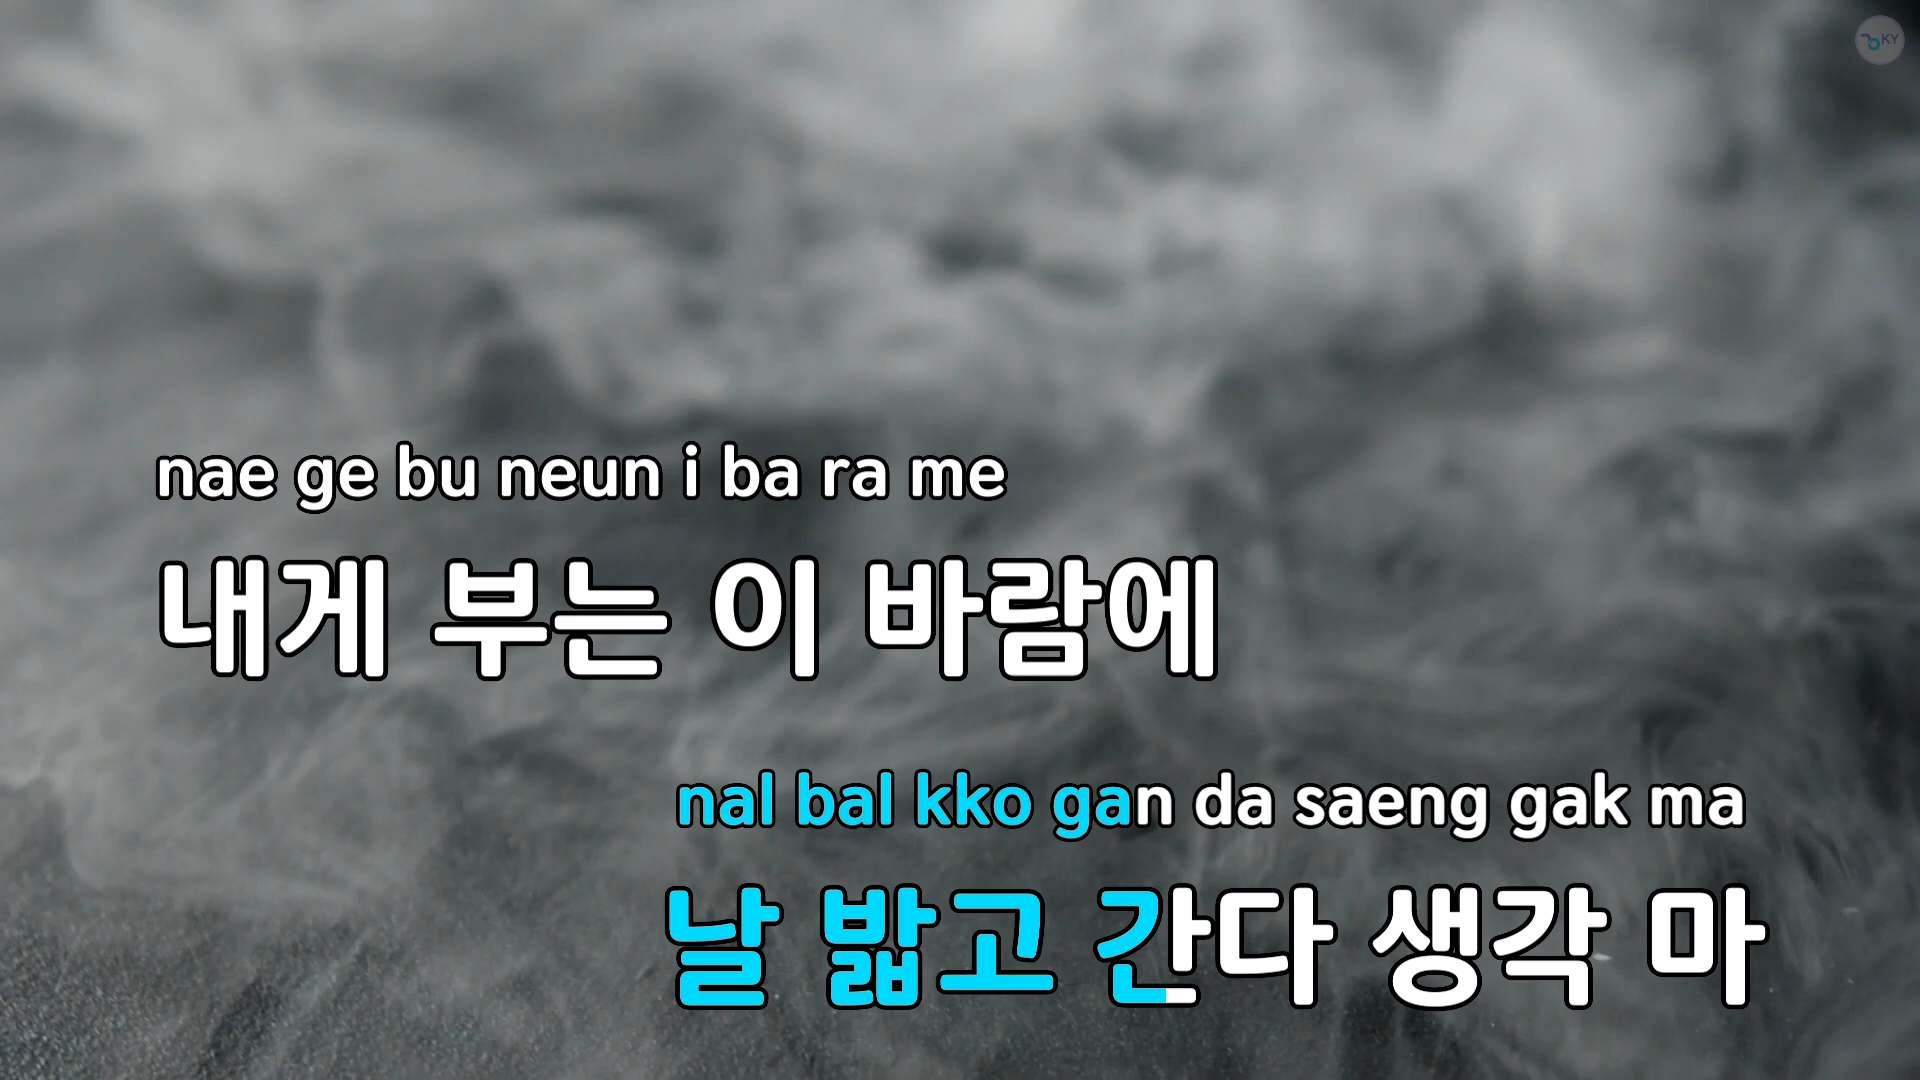 KY
nae ge bu neun i ba ra me
내게 부는 이 바람에
nal bal kko gan da saeng gak ma
날 밟고 간다 생각 마